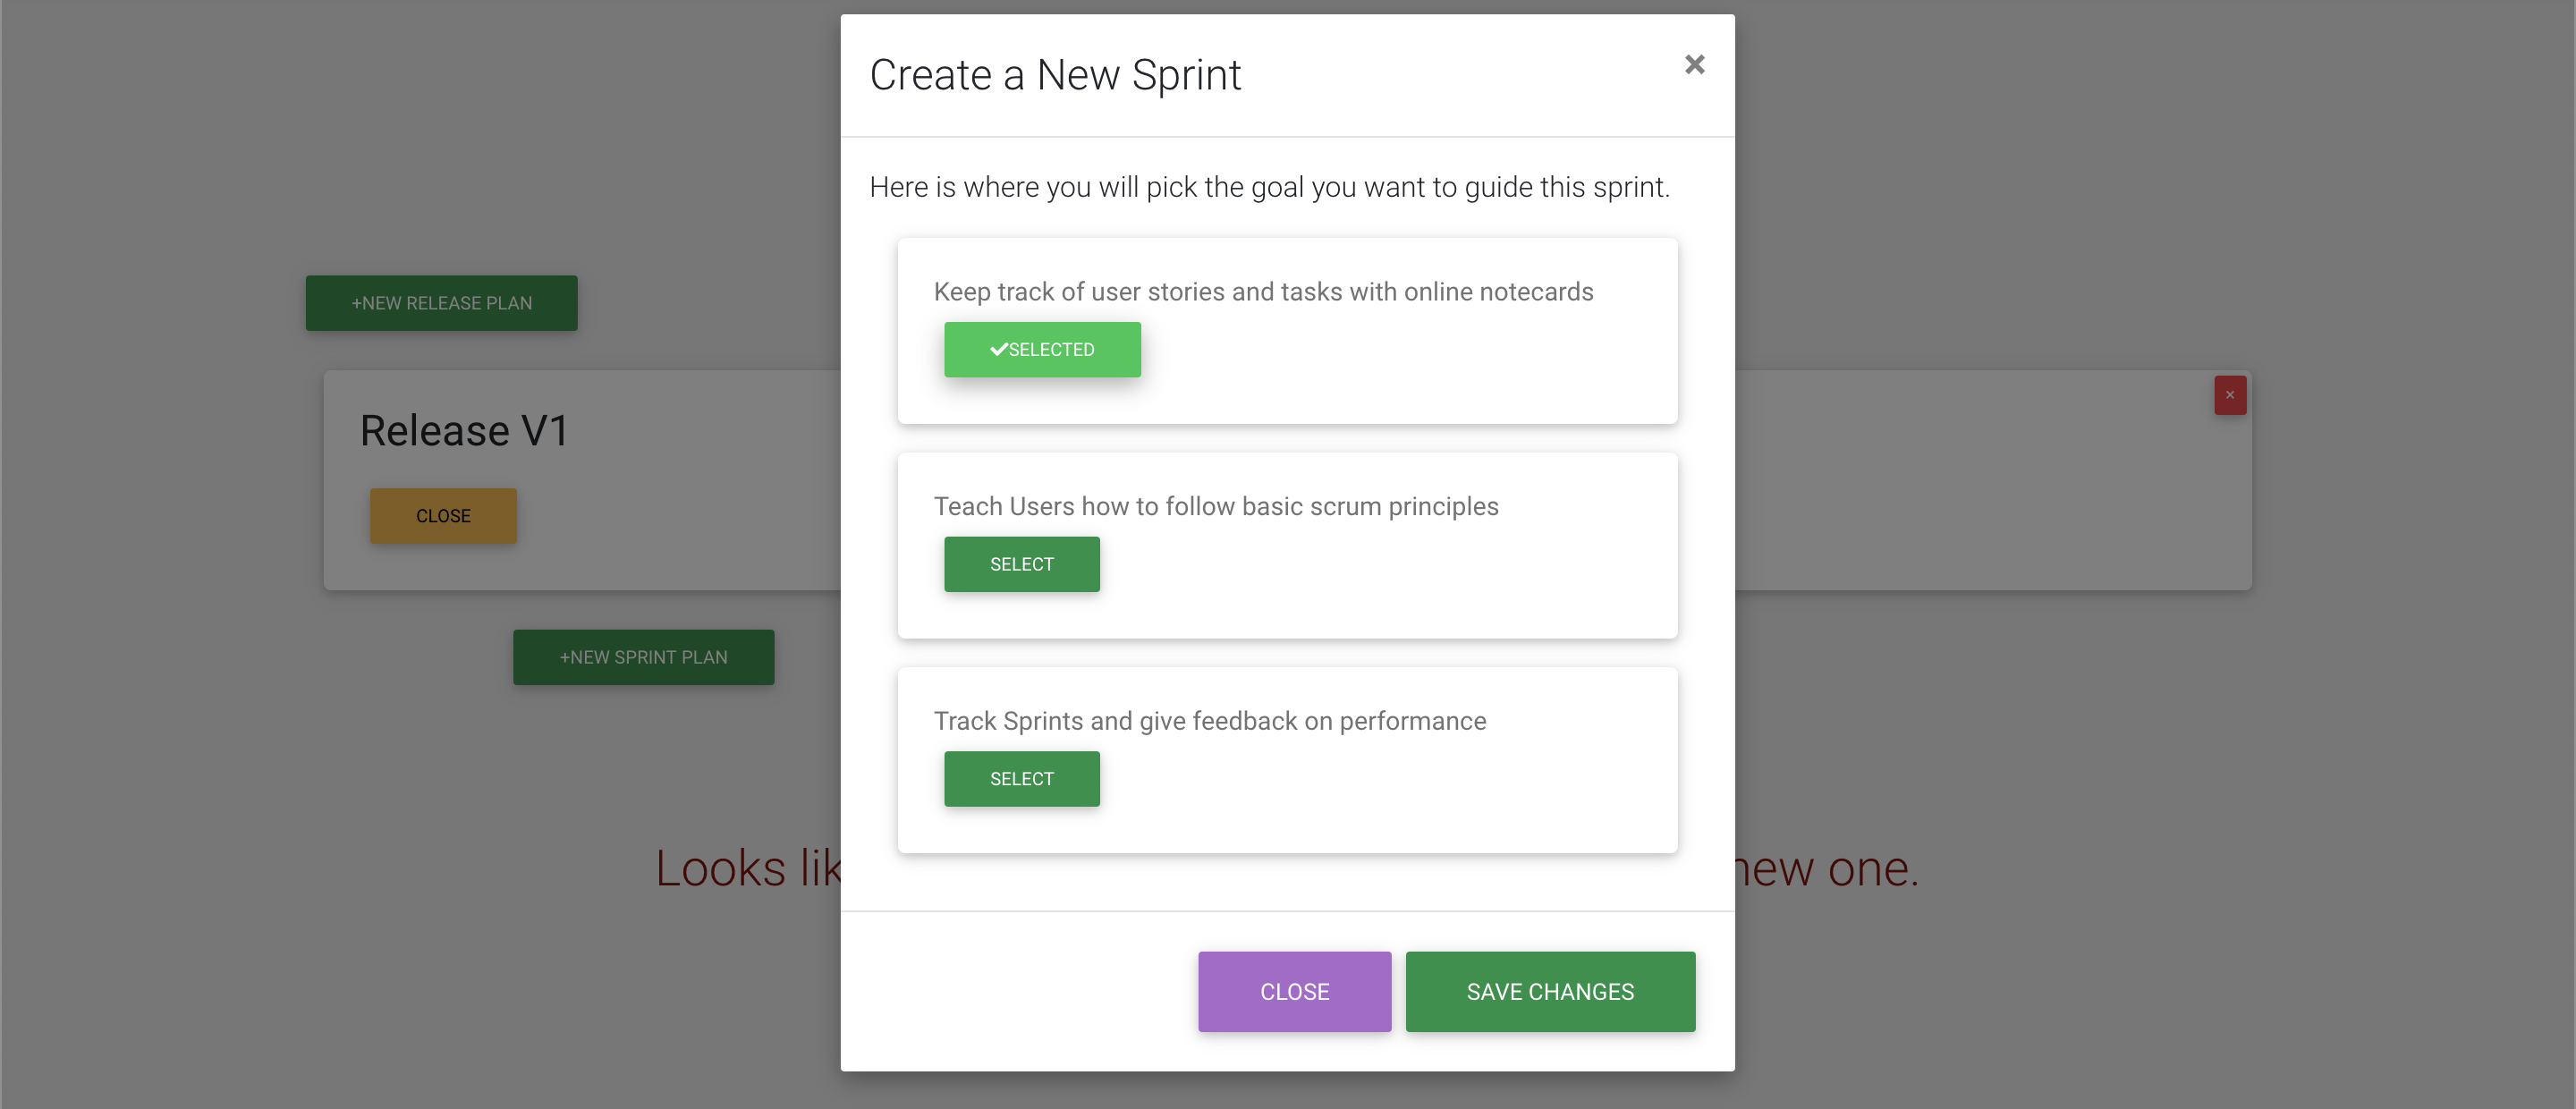 Create a New Sprint
×
Here is where you will pick the goal you want to guide this sprint.
Keep track of user stories and tasks with online notecards
SELECTED
Teach Users how to follow basic scrum principles
SELECT
Track Sprints and give feedback on performance
SELECT
CLOSE
SAVE CHANGES
+NEW RELEASE PLAN
Release V1
×
CLOSE
+NEW SPRINT PLAN
Looks new one.